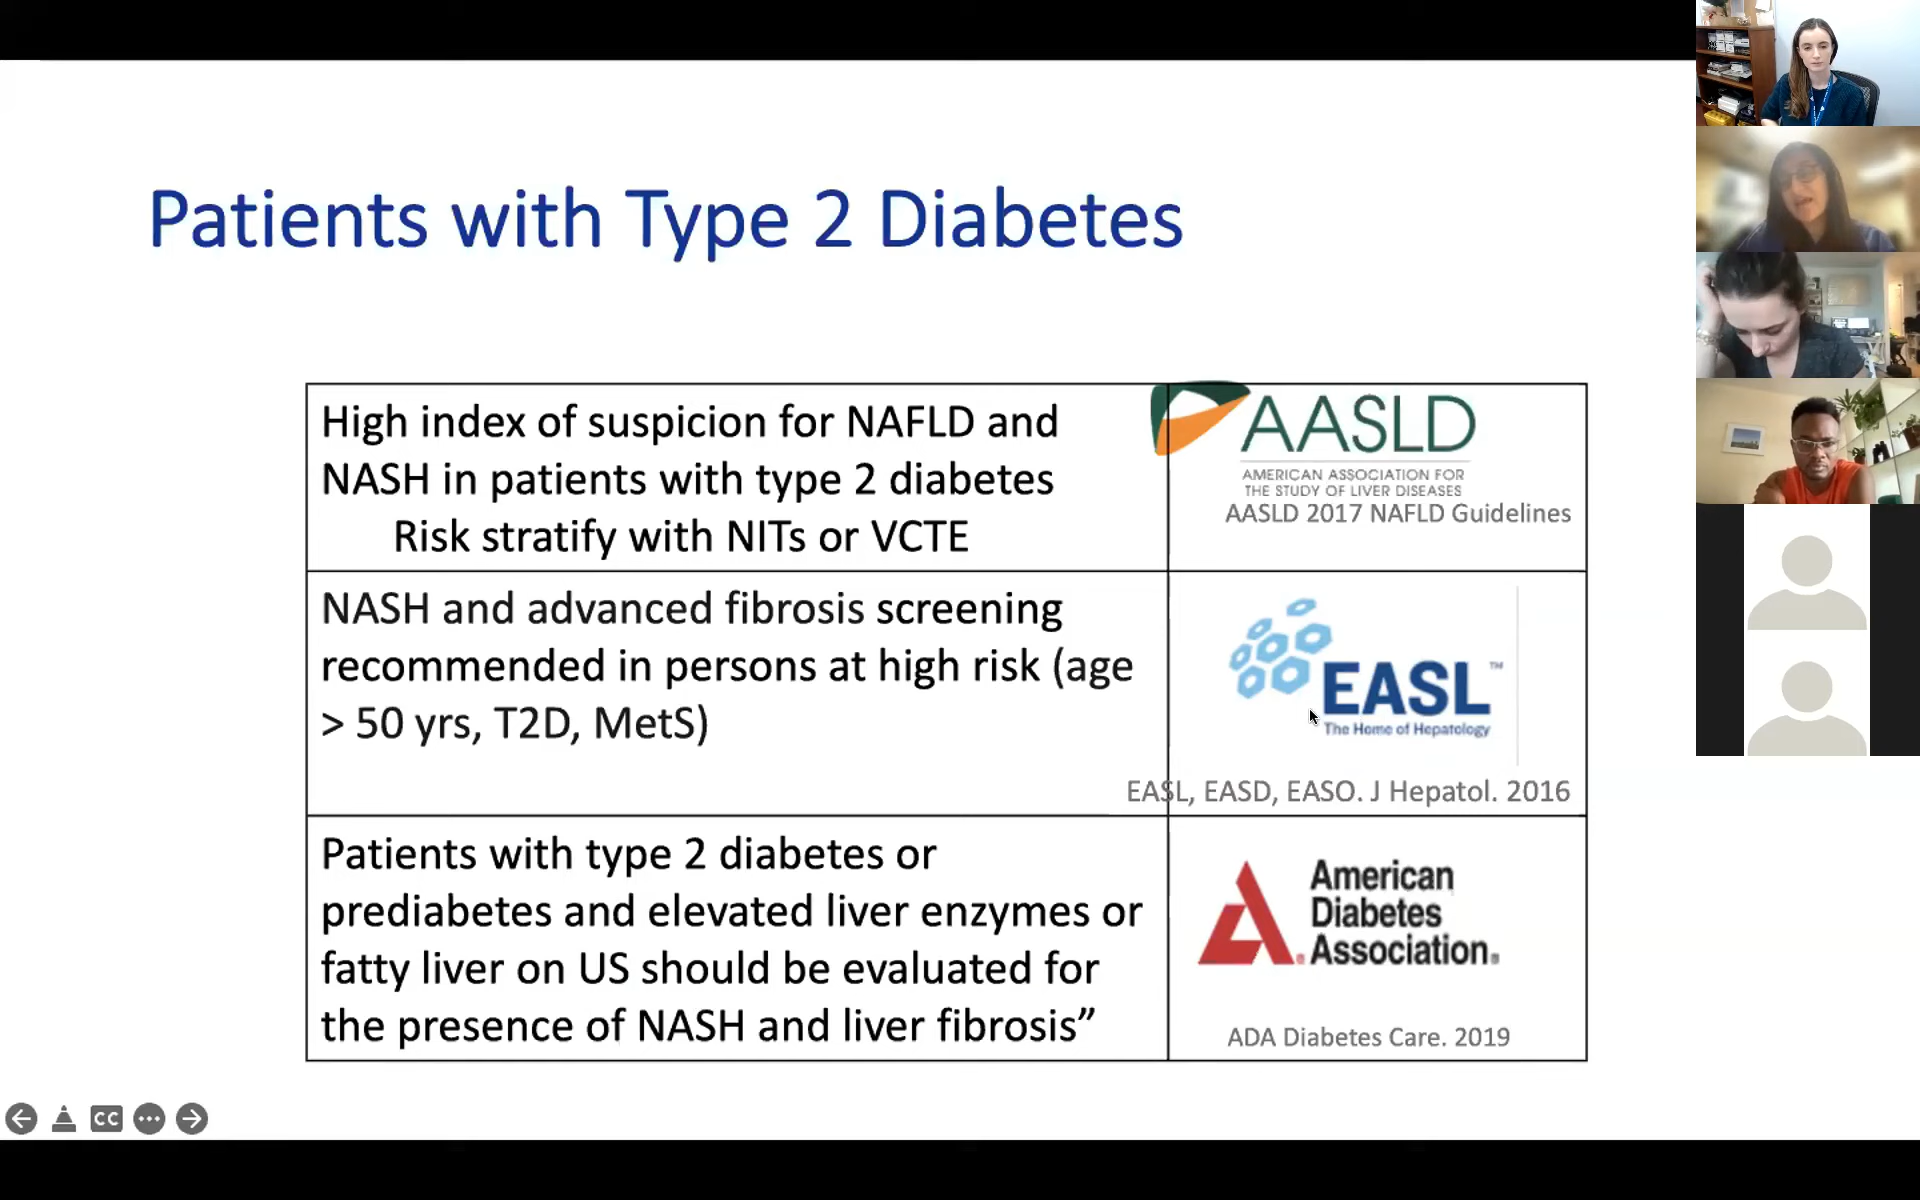 Patients with Type 2 Diabetes
High index of suspicion for NAFLD and
NASH in patients with type 2 diabetes
Risk stratify with NITs or VCTE
AASLD
AMERICAN ASSOCIATION FOR
THE STUDY OF LIVER DISEASES
AASLD 2017 NAFLD Guidelines
NASH and advanced fibrosis screening
recommended in persons at high risk (age
> 50 yrs, T2D, MetS)
EASL™
The Home of Hepatology
EASL, EASD, EASO. J Hepatol. 2016
Patients with type 2 diabetes or
prediabetes and elevated liver enzymes or
fatty liver on US should be evaluated for
the presence of NASH and liver fibrosis”
American
Diabetes
Association®
ADA Diabetes Care. 2019
CC